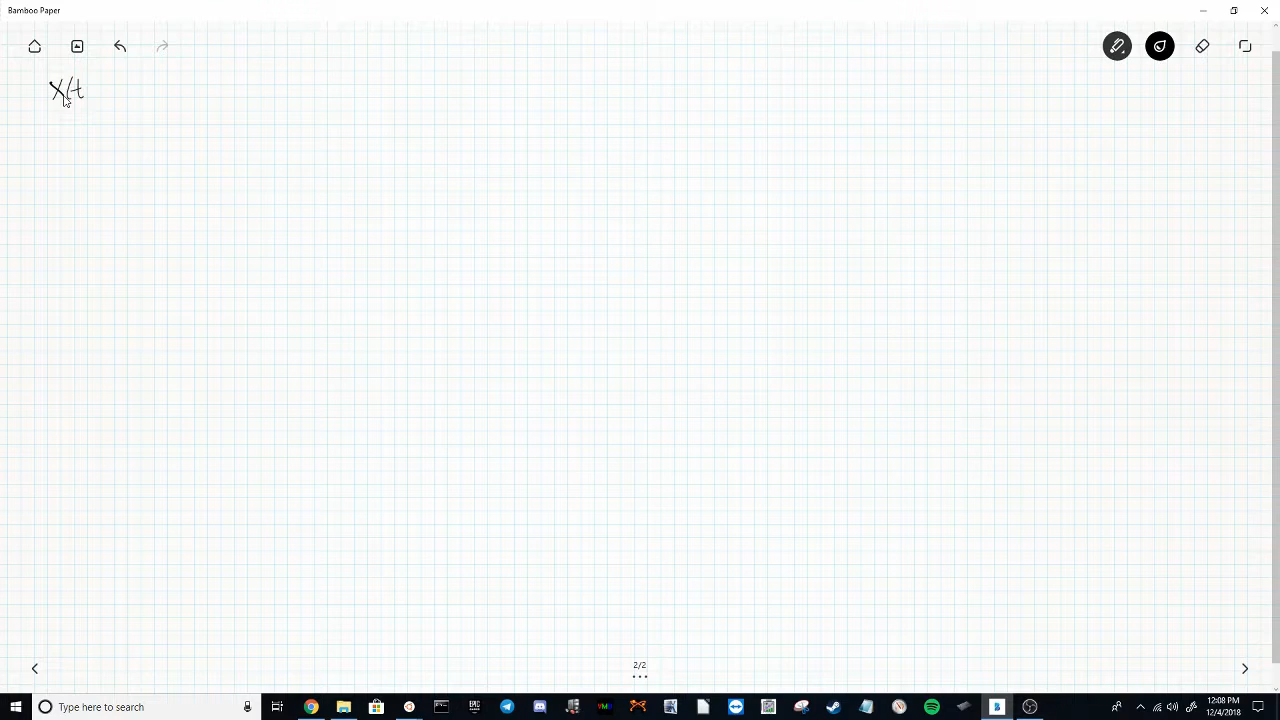 Bamboo Paper
X(t
2/2
Type here to search
12:08 PM
12/4/2018